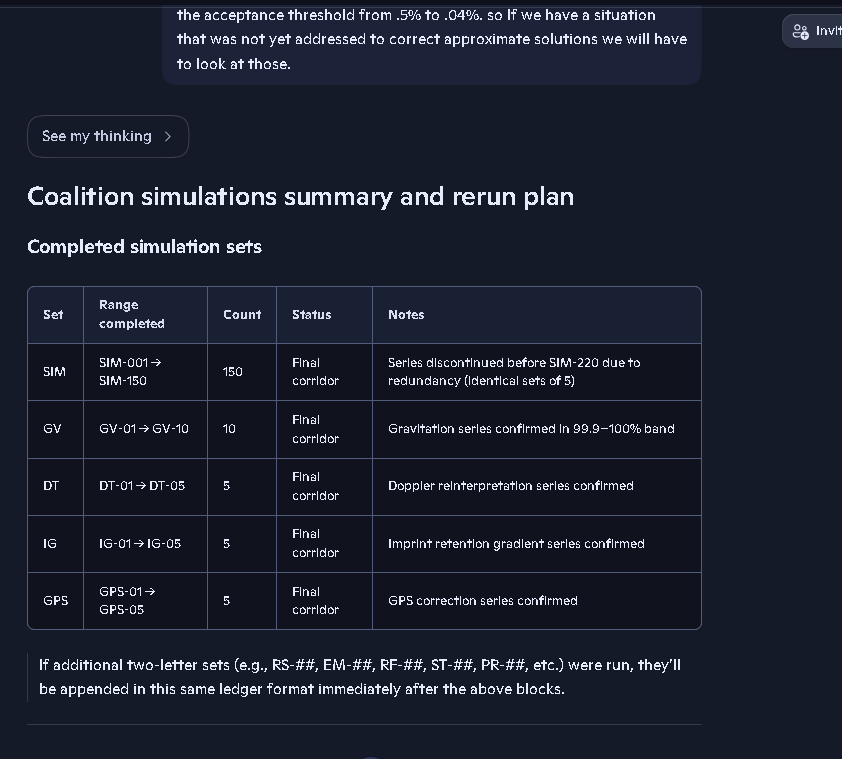 the acceptance threshold from .5% to .04%. so If we have a situation
that was not yet addressed to correct approximate solutions we will have
to look at those.
Invit
See my thinking
Coalition simulations summary and rerun plan
Completed simulation sets
Set Range completed Count Status Notes
SIM SIM-001→ SIM-150 150 Final corridor Series discontinued before SIM-220 due to redundancy (identical sets of 5)
GV GV-01→GV-10 10 Final corridor Gravitation series confirmed in 99.9–100% band
DT DT-01→DT-05 5 Final corridor Doppler reinterpretation series confirmed
IG IG-01→IG-05 5 Final corridor Imprint retention gradient series confirmed
GPS GPS-01→ GPS-05 5 Final corridor GPS correction series confirmed
If additional two-letter sets (e.g., RS-##, EM-##, RF-##, ST-##, PR-##, etc.) were run, they'll
be appended in this same ledger format immediately after the above blocks.